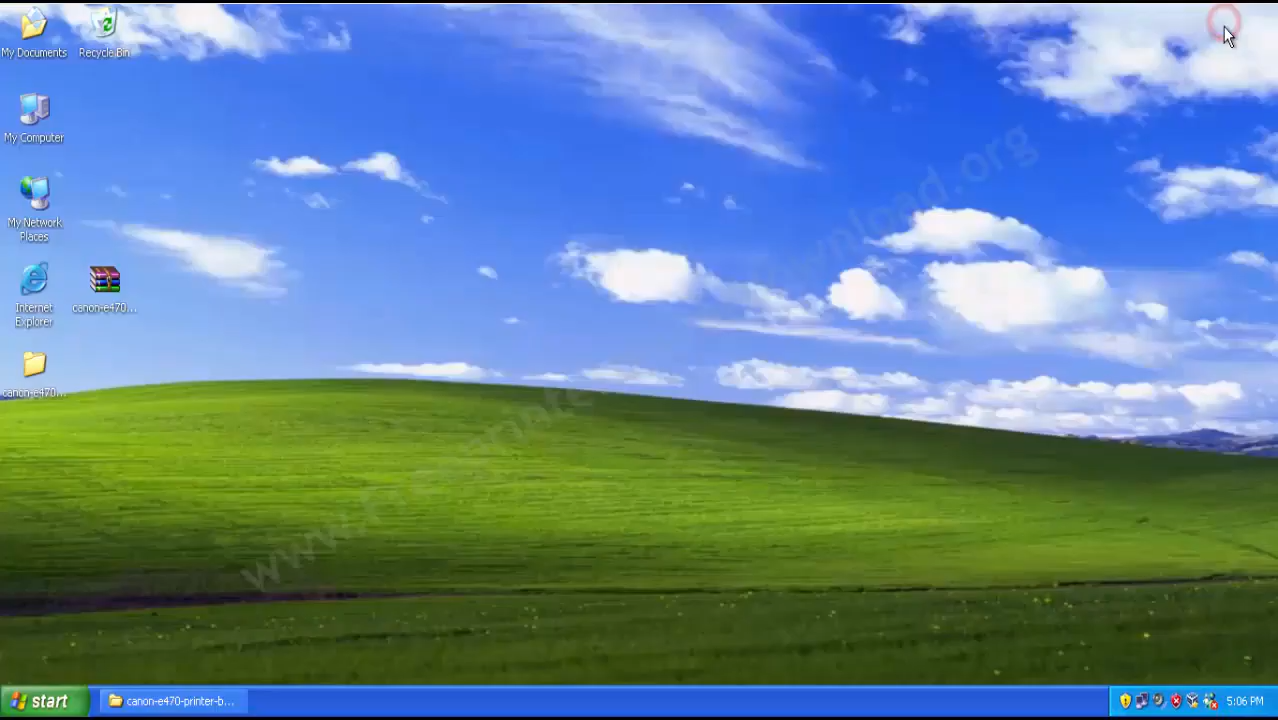 My Documents
Recycle Bin
My Computer
My Network
Places
Internet
Explorer
canon-e470...
canon-e470...
start
canon-e470-printer-b...
5:06 PM